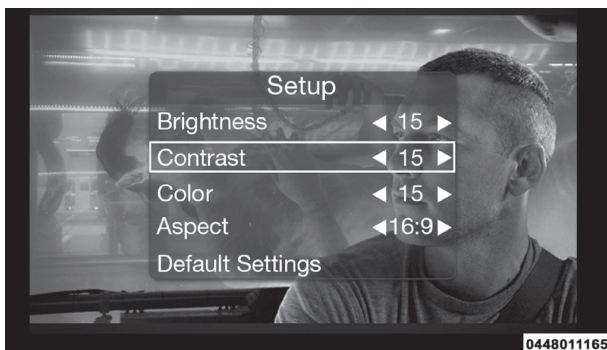 Setup
Brightness ◀ 15 ▶
Contrast ◀ 15 ▶
Color ◀ 15 ▶
Aspect ◀16:9▶
Default Settings
0448011165